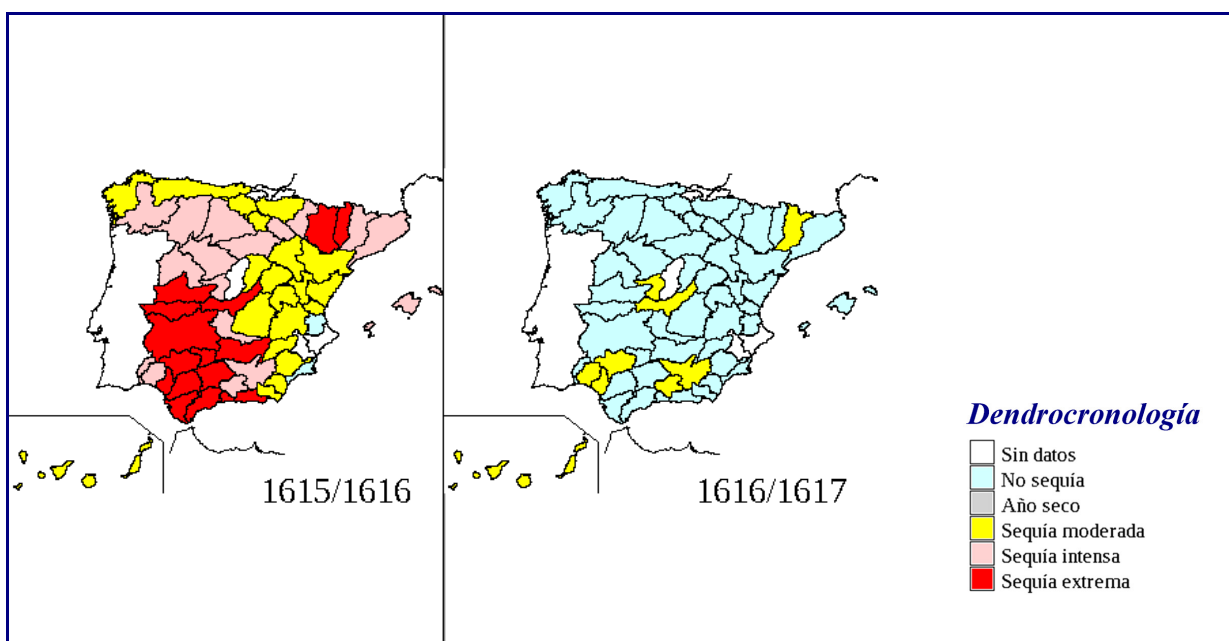 1615/1616
1616/1617
Dendrocronología
Sin datos
No sequía
Año seco
Sequía moderada
Sequía intensa
Sequía extrema